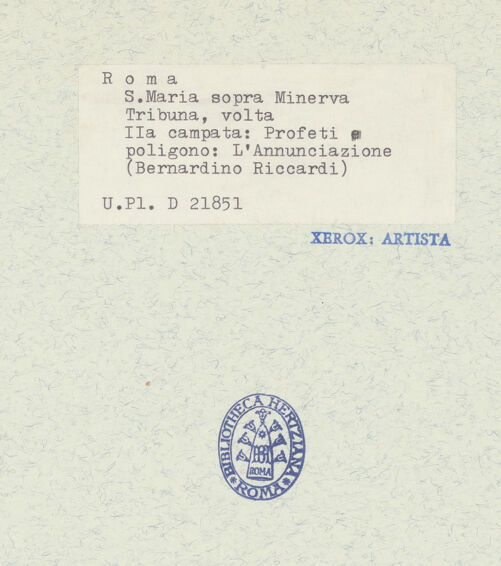 R o m a
S.Maria sopra Minerva
Tribuna, volta
IIa campata: Profeti e
poligono: L'Annunciazione
(Bernardino Riccardi)
U.Pl. D 21851
XEROX: ARTISTA
BIBLIOTHECA HERTZIANA
ROMA
* ROMA *